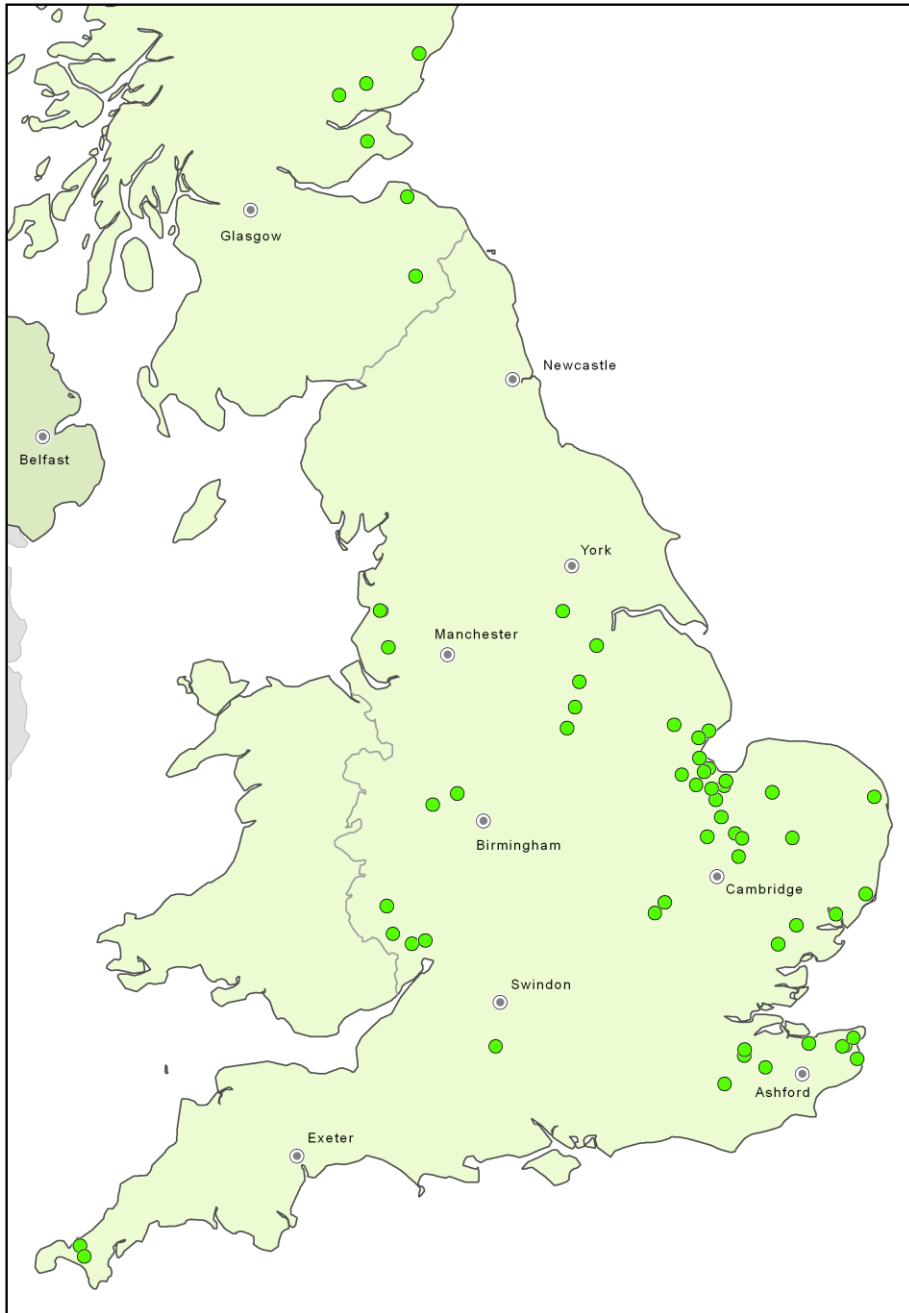 Glasgow
Newcastle
Belfast
York
Manchester
Birmingham
Cambridge
Swindon
Ashford
Exeter